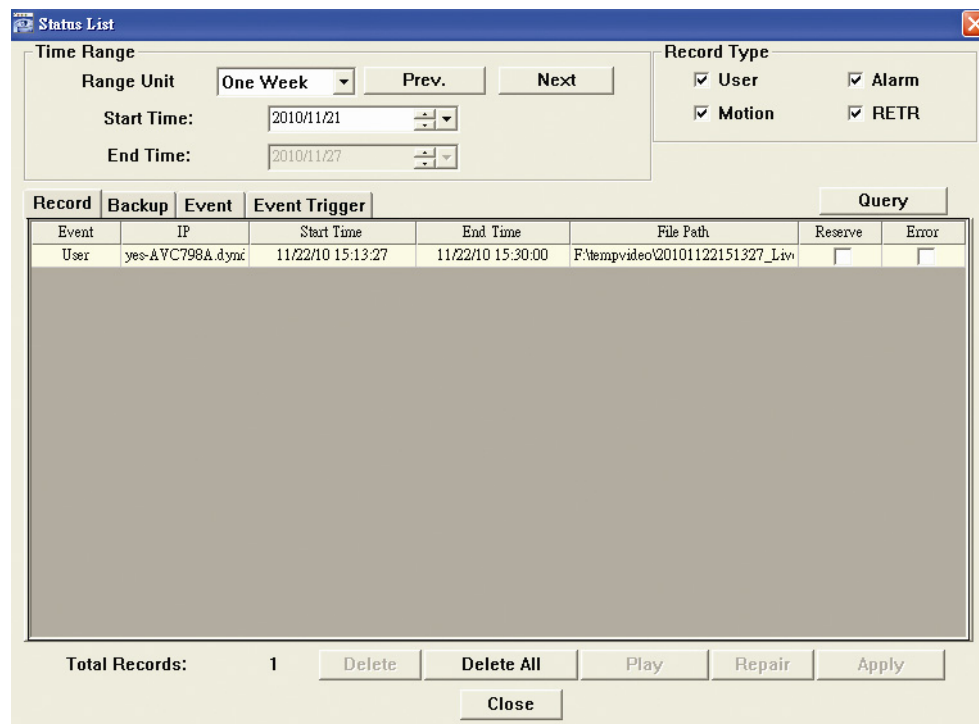 Status List
Time Range
Record Type
Range Unit One Week Prev. Next
User Alarm
Start Time: 2010/11/21
Motion RETR
End Time: 2010/11/27
Record Backup Event Event Trigger Query
Event IP Start Time End Time File Path Reserve Error
User yes-AVC798A.dync 11/22/10 15:13:27 11/22/10 15:30:00 F:\tempvideo\20101122151327_Liv
Total Records: 1 Delete Delete All Play Repair Apply
Close